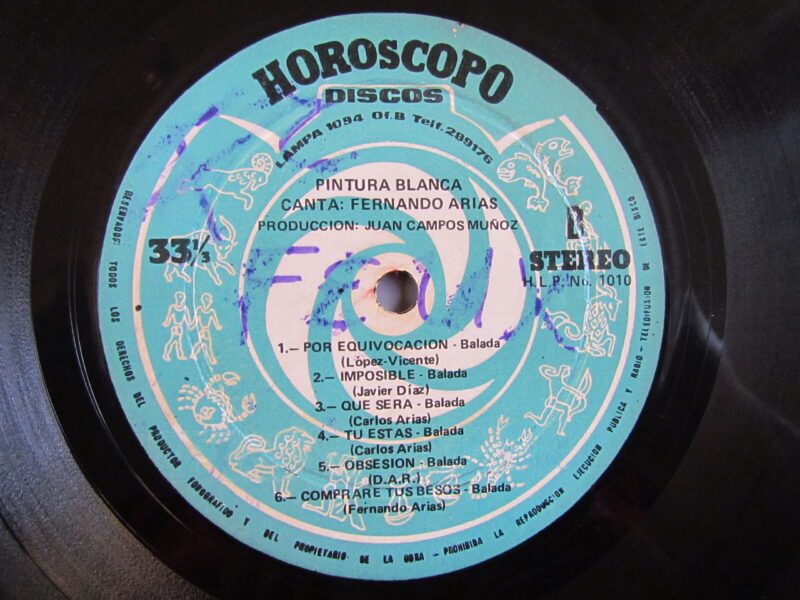 HOROSCOPO
DISCOS
LAMPA 1094 Of.B Telf.289176
PINTURA BLANCA
CANTA: FERNANDO ARIAS
PRODUCCION: JUAN CAMPOS MUÑOZ
33⅓
STEREO
H.L.P. No. 1010
FELIX
1.— POR EQUIVOCACION - Balada
(López-Vicente)
2.— IMPOSIBLE - Balada
(Javier Díaz)
3.— QUE SERA - Balada
(Carlos Arias)
4.— TU ESTAS - Balada
(Carlos Arias)
5.— OBSESION - Balada
(D.A.R.)
6.— COMPRARE TUS BESOS - Balada
(Fernando Arias)
RESERVADOS: TODOS LOS DERECHOS DEL PRODUCTOR FONOGRAFICO Y DEL PROPIETARIO DE LA OBRA — PROHIBIDA LA REPRODUCCION EJECUCION PUBLICA Y RADIO - TELEDIFUSION DE ESTE DISCO